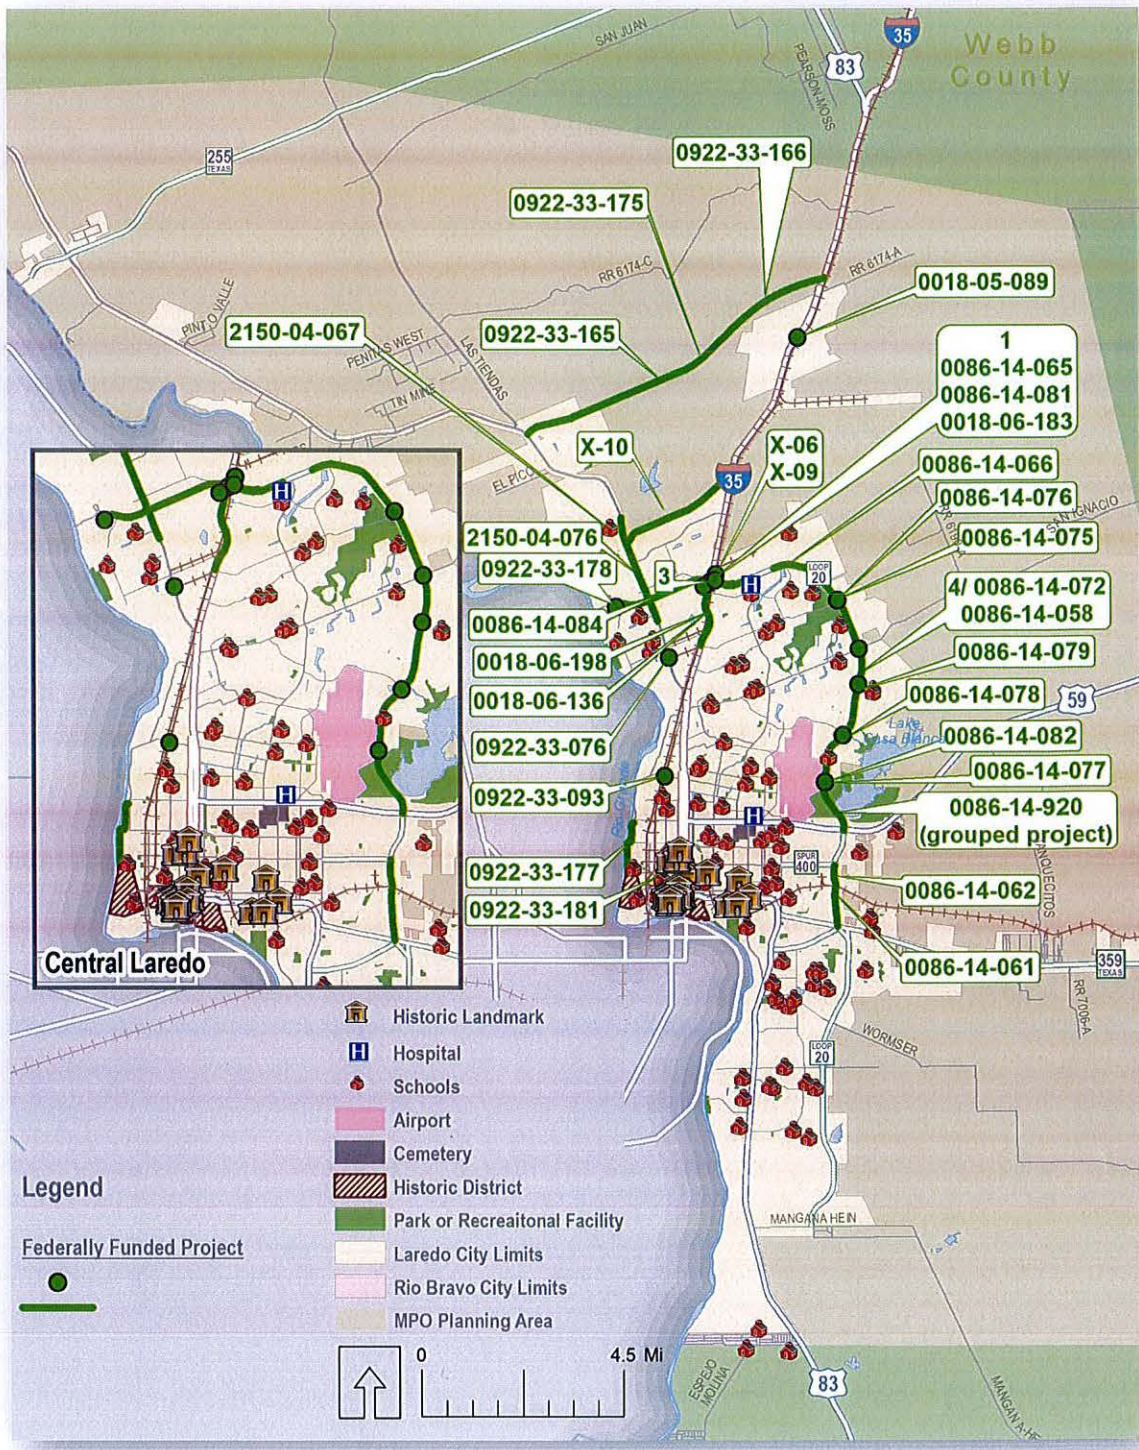 Webb
County
35
83
SAN JUAN
PEARSON-MOSS
255
TEXAS
0922-33-166
0922-33-175
RR 6174-C
RR 6174-A
0018-05-089
PINTO VALLE
2150-04-067
0922-33-165
PENITAS WEST
LAS TIENDAS
TIN MINE
1
0086-14-065
0086-14-081
0018-06-183
X-10
X-06
X-09
EL PICO
35
0086-14-066
0086-14-076
SAN IGNACIO
2150-04-076
0086-14-075
0922-33-178
3
LOOP
20
4/ 0086-14-072
0086-14-058
0086-14-084
0086-14-079
0018-06-198
0086-14-078
59
0018-06-136
Lake
Casa Blanca
0086-14-082
0922-33-076
0086-14-077
0922-33-093
0086-14-920
(grouped project)
SPUR
400
0922-33-177
0086-14-062
0922-33-181
0086-14-061
359
TEXAS
RR 7006-A
Central Laredo
WORMSER
LOOP
20
Historic Landmark
H Hospital
Schools
Airport
Cemetery
Legend
Historic District
Park or Recreaitonal Facility
Federally Funded Project
Laredo City Limits
Rio Bravo City Limits
MPO Planning Area
MANGANA HEIN
0 4.5 Mi
ESPEJO
MOLINA
83